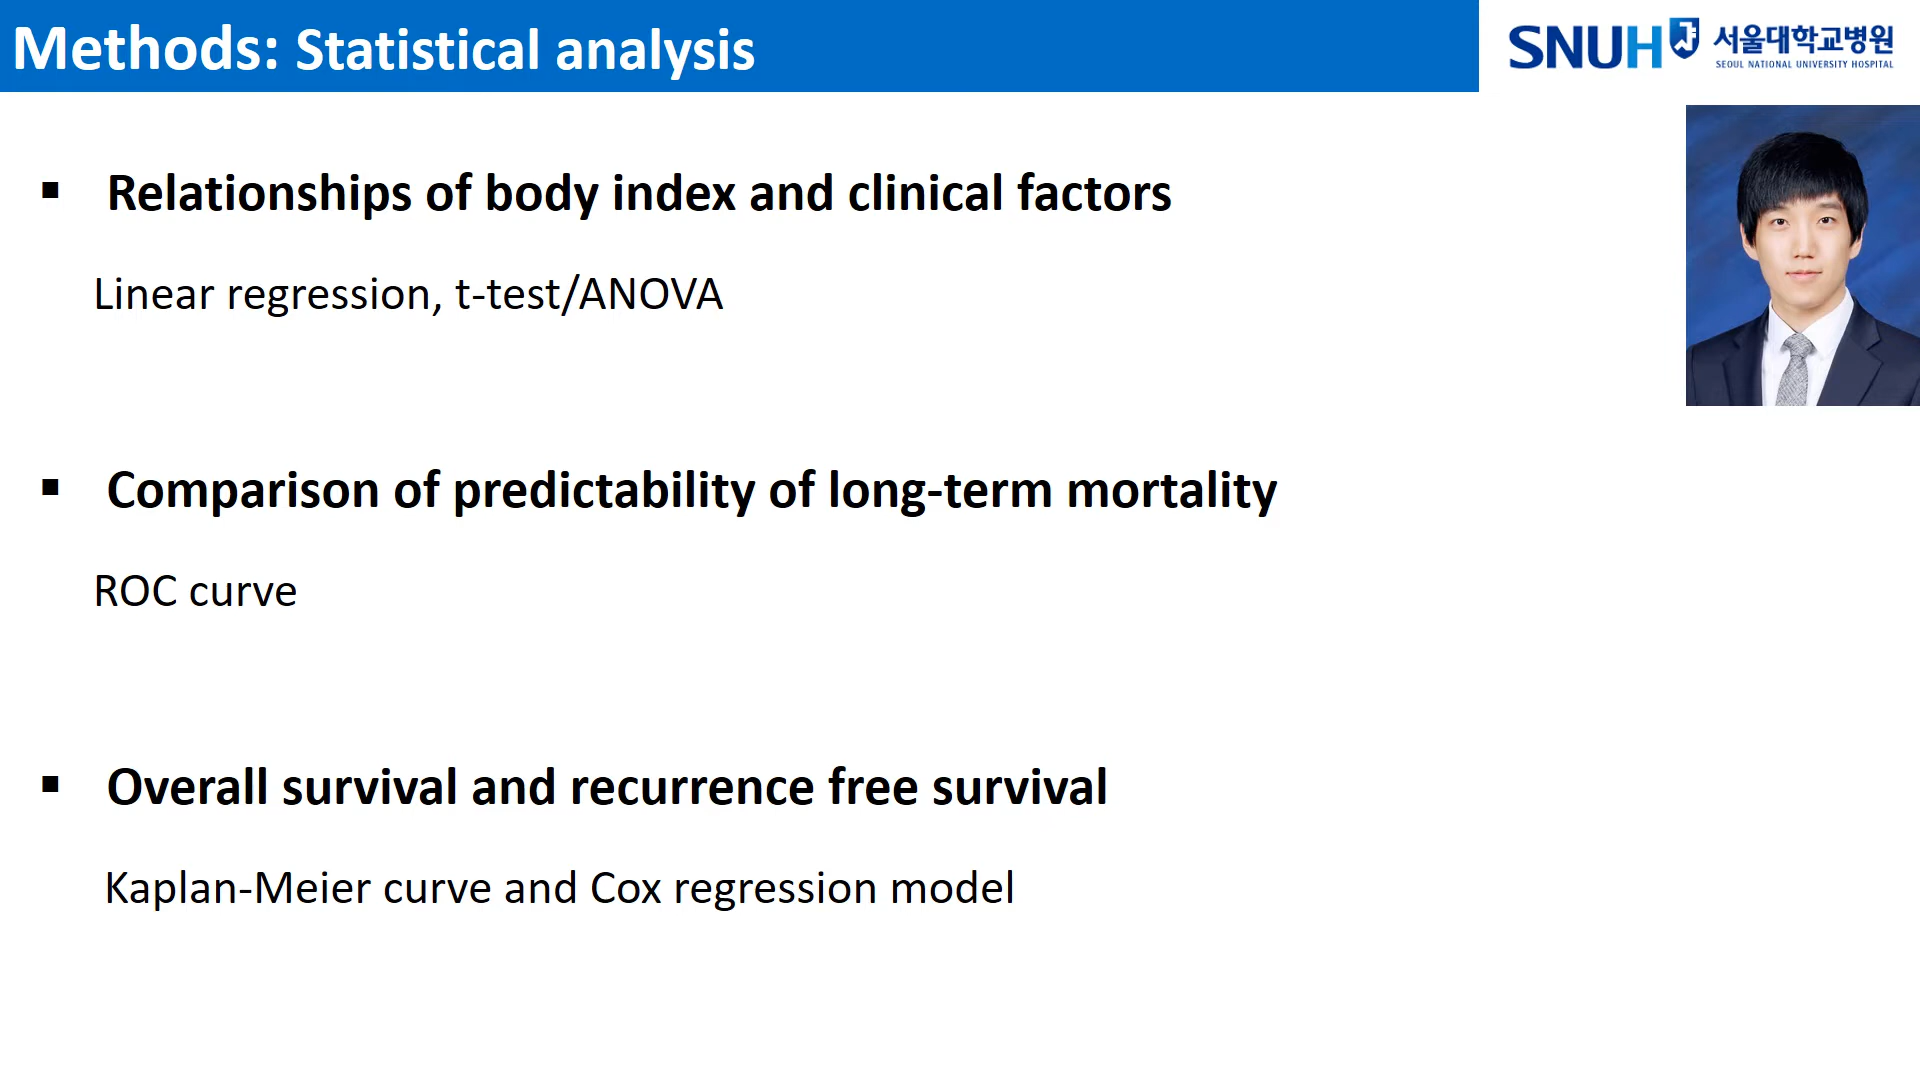 Methods: Statistical analysis
SNUH 서울대학교병원
SEOUL NATIONAL UNIVERSITY HOSPITAL
▪ Relationships of body index and clinical factors
Linear regression, t-test/ANOVA
▪ Comparison of predictability of long-term mortality
ROC curve
▪ Overall survival and recurrence free survival
Kaplan-Meier curve and Cox regression model